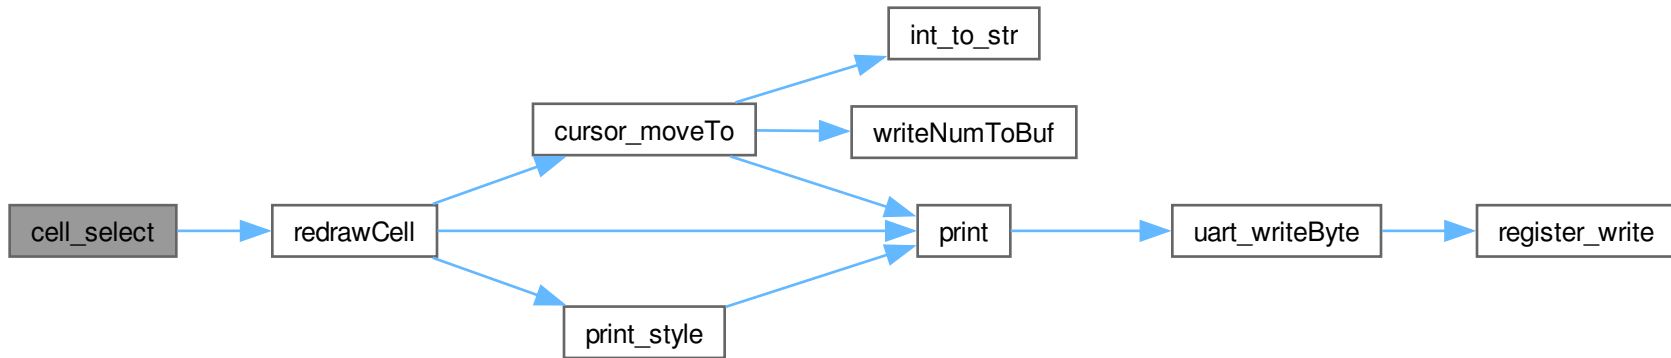 int_to_str
cursor_moveTo
writeNumToBuf
cell_select
redrawCell
print
uart_writeByte
register_write
print_style